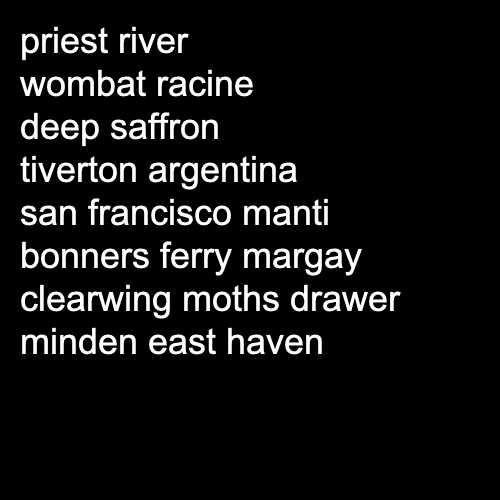 priest river
wombat racine
deep saffron
tiverton argentina
san francisco manti
bonners ferry margay
clearwing moths drawer
minden east haven